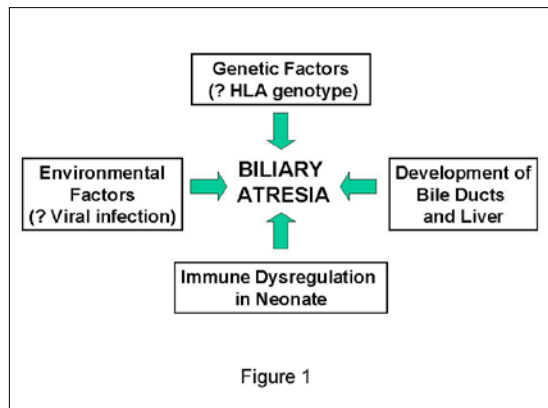 Genetic Factors
(? HLA genotype)
Environmental
Factors
(? Viral infection)
BILIARY
ATRESIA
Development of
Bile Ducts
and Liver
Immune Dysregulation
in Neonate
Figure 1